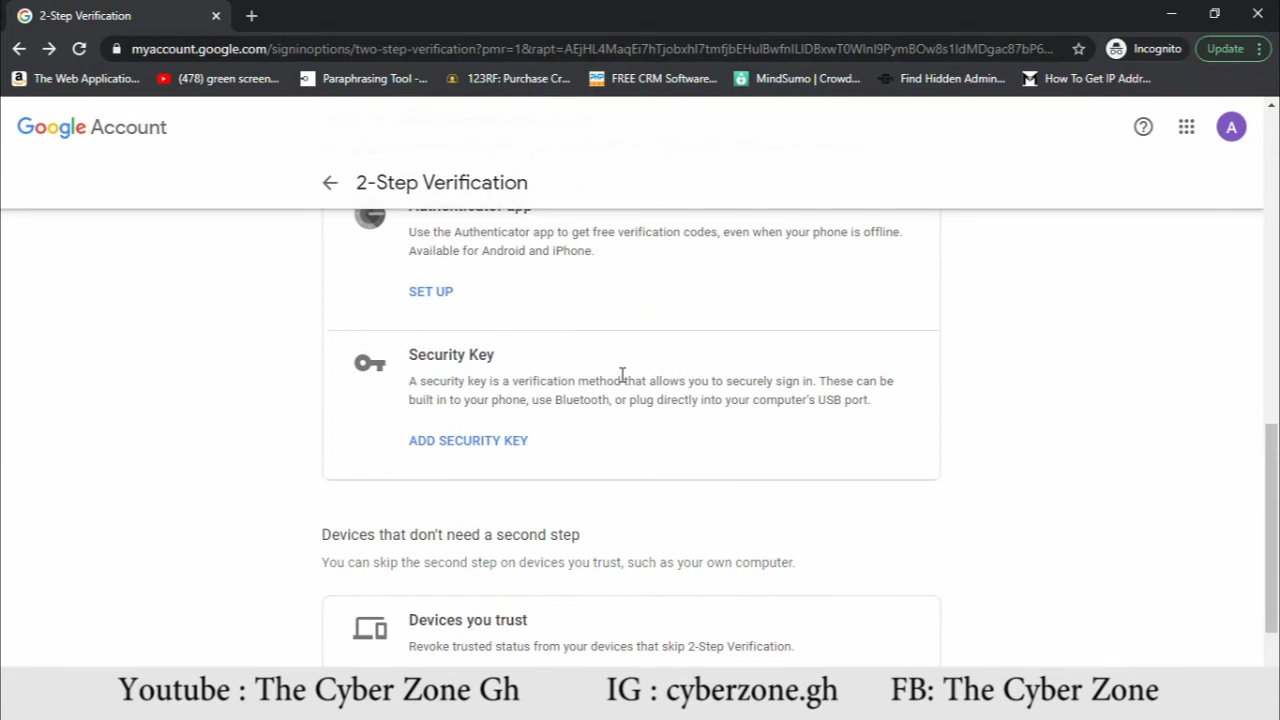 2-Step Verification
myaccount.google.com/signinoptions/two-step-verification?pmr=1&rapt=
Incognito
Update
The Web Applicatio...
(478) green screen...
Paraphrasing Tool -...
123RF: Purchase Cr...
FREE CRM Software...
MindSumo | Crowd...
Find Hidden Admin...
How To Get IP Addr...
Google Account
A
2-Step Verification
Authenticator app
Use the Authenticator app to get free verification codes, even when your phone is offline.
Available for Android and iPhone.
SET UP
Security Key
A security key is a verification method that allows you to securely sign in. These can be
built in to your phone, use Bluetooth, or plug directly into your computer's USB port.
ADD SECURITY KEY
Devices that don't need a second step
You can skip the second step on devices you trust, such as your own computer.
Devices you trust
Revoke trusted status from your devices that skip 2-Step Verification.
Youtube : The Cyber Zone Gh
IG : cyberzone.gh
FB: The Cyber Zone